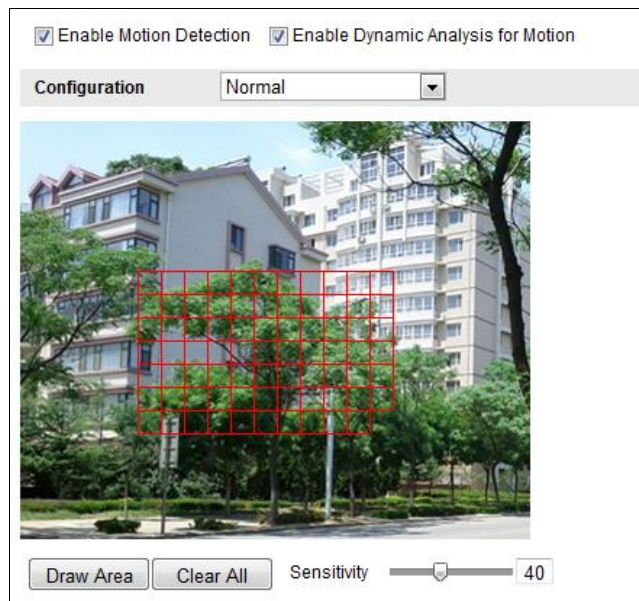 Enable Motion Detection Enable Dynamic Analysis for Motion
Configuration Normal
Draw Area Clear All Sensitivity 40